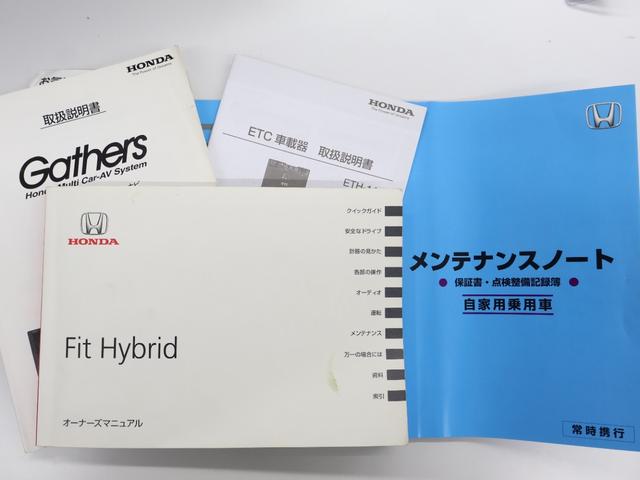 お気
HONDA
The Power of Dreams
取扱説明書
Gathers
Honda Multi Car-AV System
HONDA
The Power of Dreams
ETC 車載器 取扱説明書
HONDA
Fit Hybrid
オーナーズマニュアル
クイックガイド
安全なドライブ
計器の見かた
各部の操作
オーディオ
運転
メンテナンス
万一の場合には
資料
索引
メンテナンスノート
保証書・点検整備記録簿
自家用乗用車
常時携行